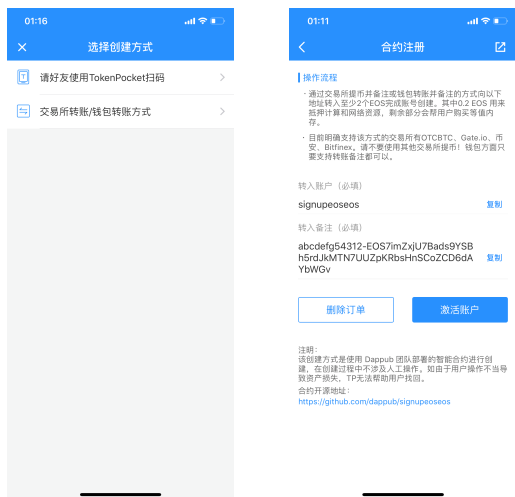 01:16
选择创建方式
请好友使用TokenPocket扫码
交易所转账/钱包转账方式
01:11
合约注册
操作流程
· 通过交易所提币并备注或钱包转账并备注的方式向以下
地址转入至少2个EOS完成账号创建。其中0.2 EOS 用来
抵押计算和网络资源，剩余部分会帮用户购买等值内
存。
· 目前明确支持该方式的交易所有OTCBTC、Gate.io、币
安、Bitfinex。请不要使用其他交易所提币！钱包方面只
要支持转账备注都可以。
转入账户（必填）
signupeoseos
复制
转入备注（必填）
abcdefg54312-EOS7imZxjU7Bads9YSB
h5rdJkMTN7UUZpKRbsHnSCoZCD6dA
YbWGv
复制
删除订单
激活账户
注明：
该创建方式是使用 Dappub 团队部署的智能合约进行创
建，在创建过程中不涉及人工操作。如由于用户操作不当导
致资产损失，TP无法帮助用户找回。
合约开源地址：
https://github.com/dappub/signupeoseos